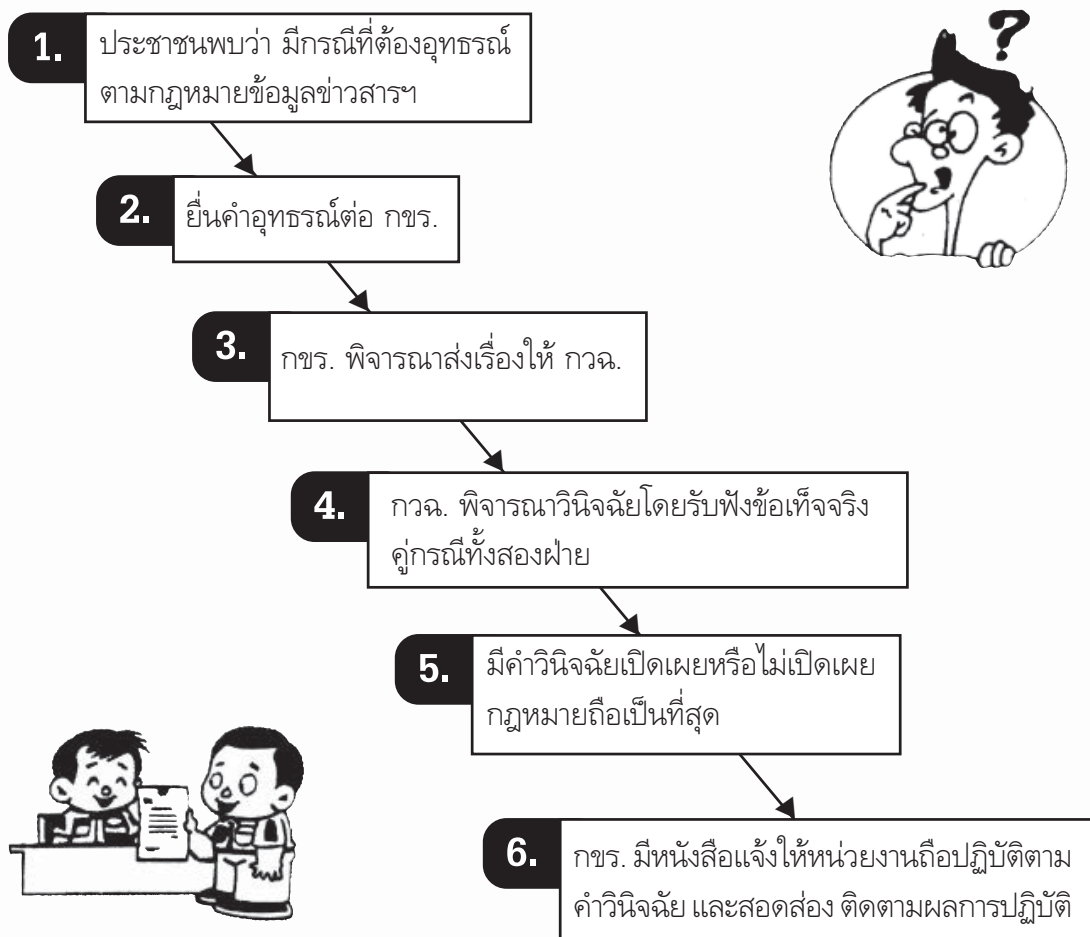 1. ประชาชนพบว่า มีกรณีที่ต้องอุทธรณ์
ตามกฎหมายข้อมูลข่าวสารฯ
?
2. ยื่นคำอุทธรณ์ต่อ กขร.
3. กขร. พิจารณาส่งเรื่องให้ กวฉ.
4. กวฉ. พิจารณาวินิจฉัยโดยรับฟังข้อเท็จจริง
คู่กรณีทั้งสองฝ่าย
5. มีคำวินิจฉัยเปิดเผยหรือไม่เปิดเผย
กฎหมายถือเป็นที่สุด
6. กขร. มีหนังสือแจ้งให้หน่วยงานถือปฏิบัติตาม
คำวินิจฉัย และสอดส่อง ติดตามผลการปฏิบัติ